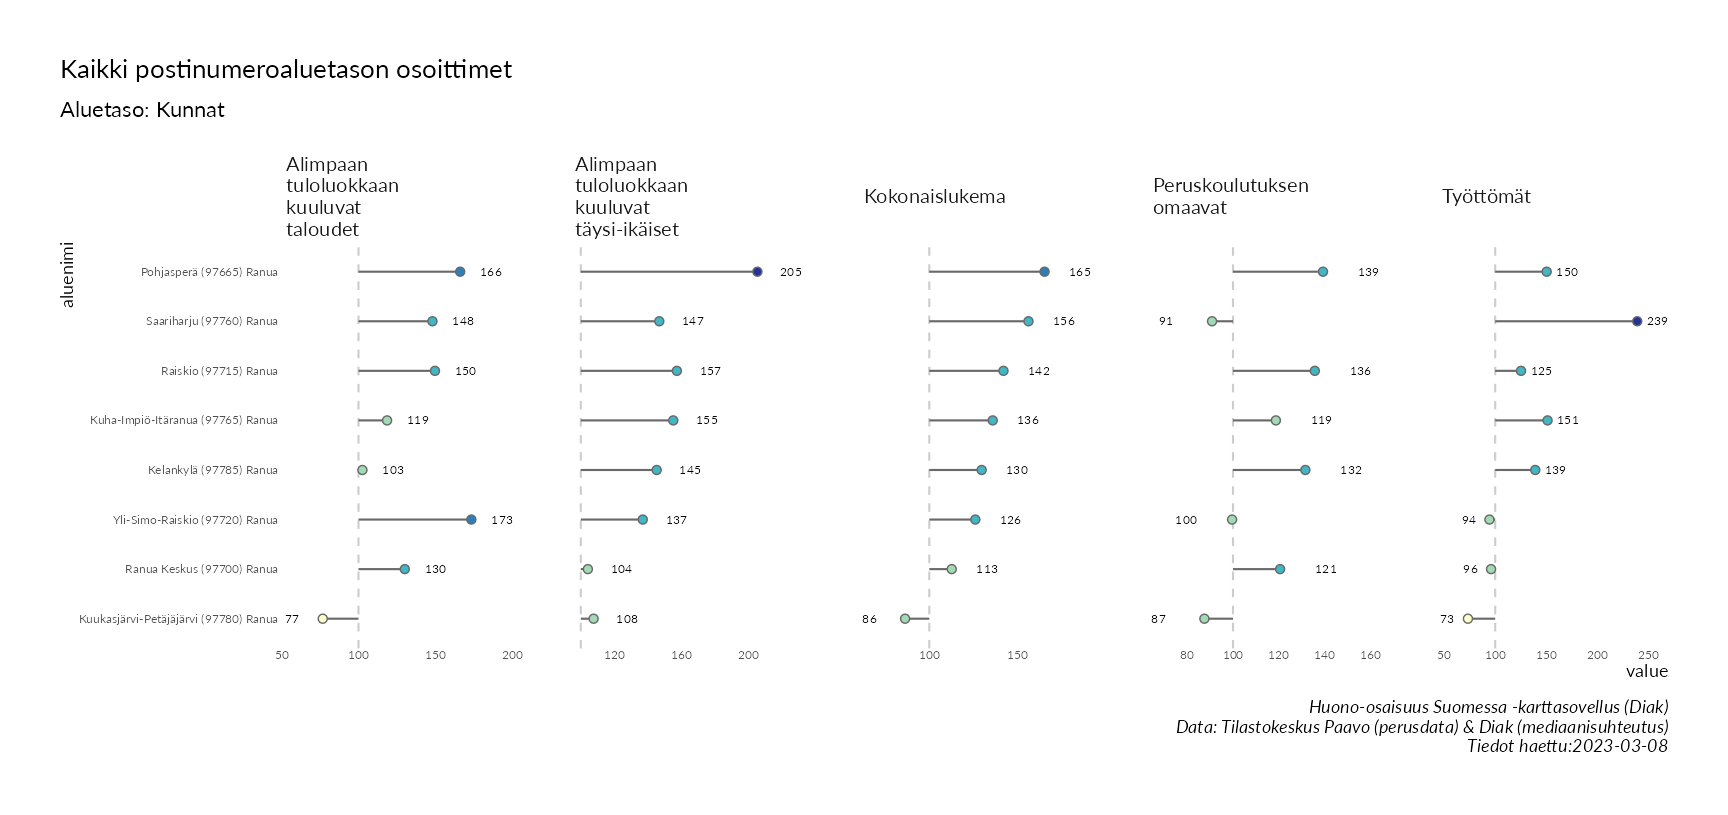 Kaikki postinumeroaluetason osoittimet
Aluetaso: Kunnat
Alimpaan
tuloluokkaan
kuuluvat
taloudet
Alimpaan
tuloluokkaan
kuuluvat
täysi-ikäiset
Kokonaislukema
Peruskoulutuksen
omaavat
Työttömät
aluenimi
Pohjasperä (97665) Ranua 166 205 165 139 150
Saariharju (97760) Ranua 148 147 156 91 239
Raiskio (97715) Ranua 150 157 142 136 125
Kuha-Impiö-Itäranua (97765) Ranua 119 155 136 119 151
Kelankylä (97785) Ranua 103 145 130 132 139
Yli-Simo-Raiskio (97720) Ranua 173 137 126 100 94
Ranua Keskus (97700) Ranua 130 104 113 121 96
Kuukasjärvi-Petäjäjärvi (97780) Ranua 77 108 86 87 73
50 100 150 200 120 160 200 100 150 80 100 120 140 160 50 100 150 200 250
value
Huono-osaisuus Suomessa -karttasovellus (Diak)
Data: Tilastokeskus Paavo (perusdata) & Diak (mediaanisuhteutus)
Tiedot haettu:2023-03-08